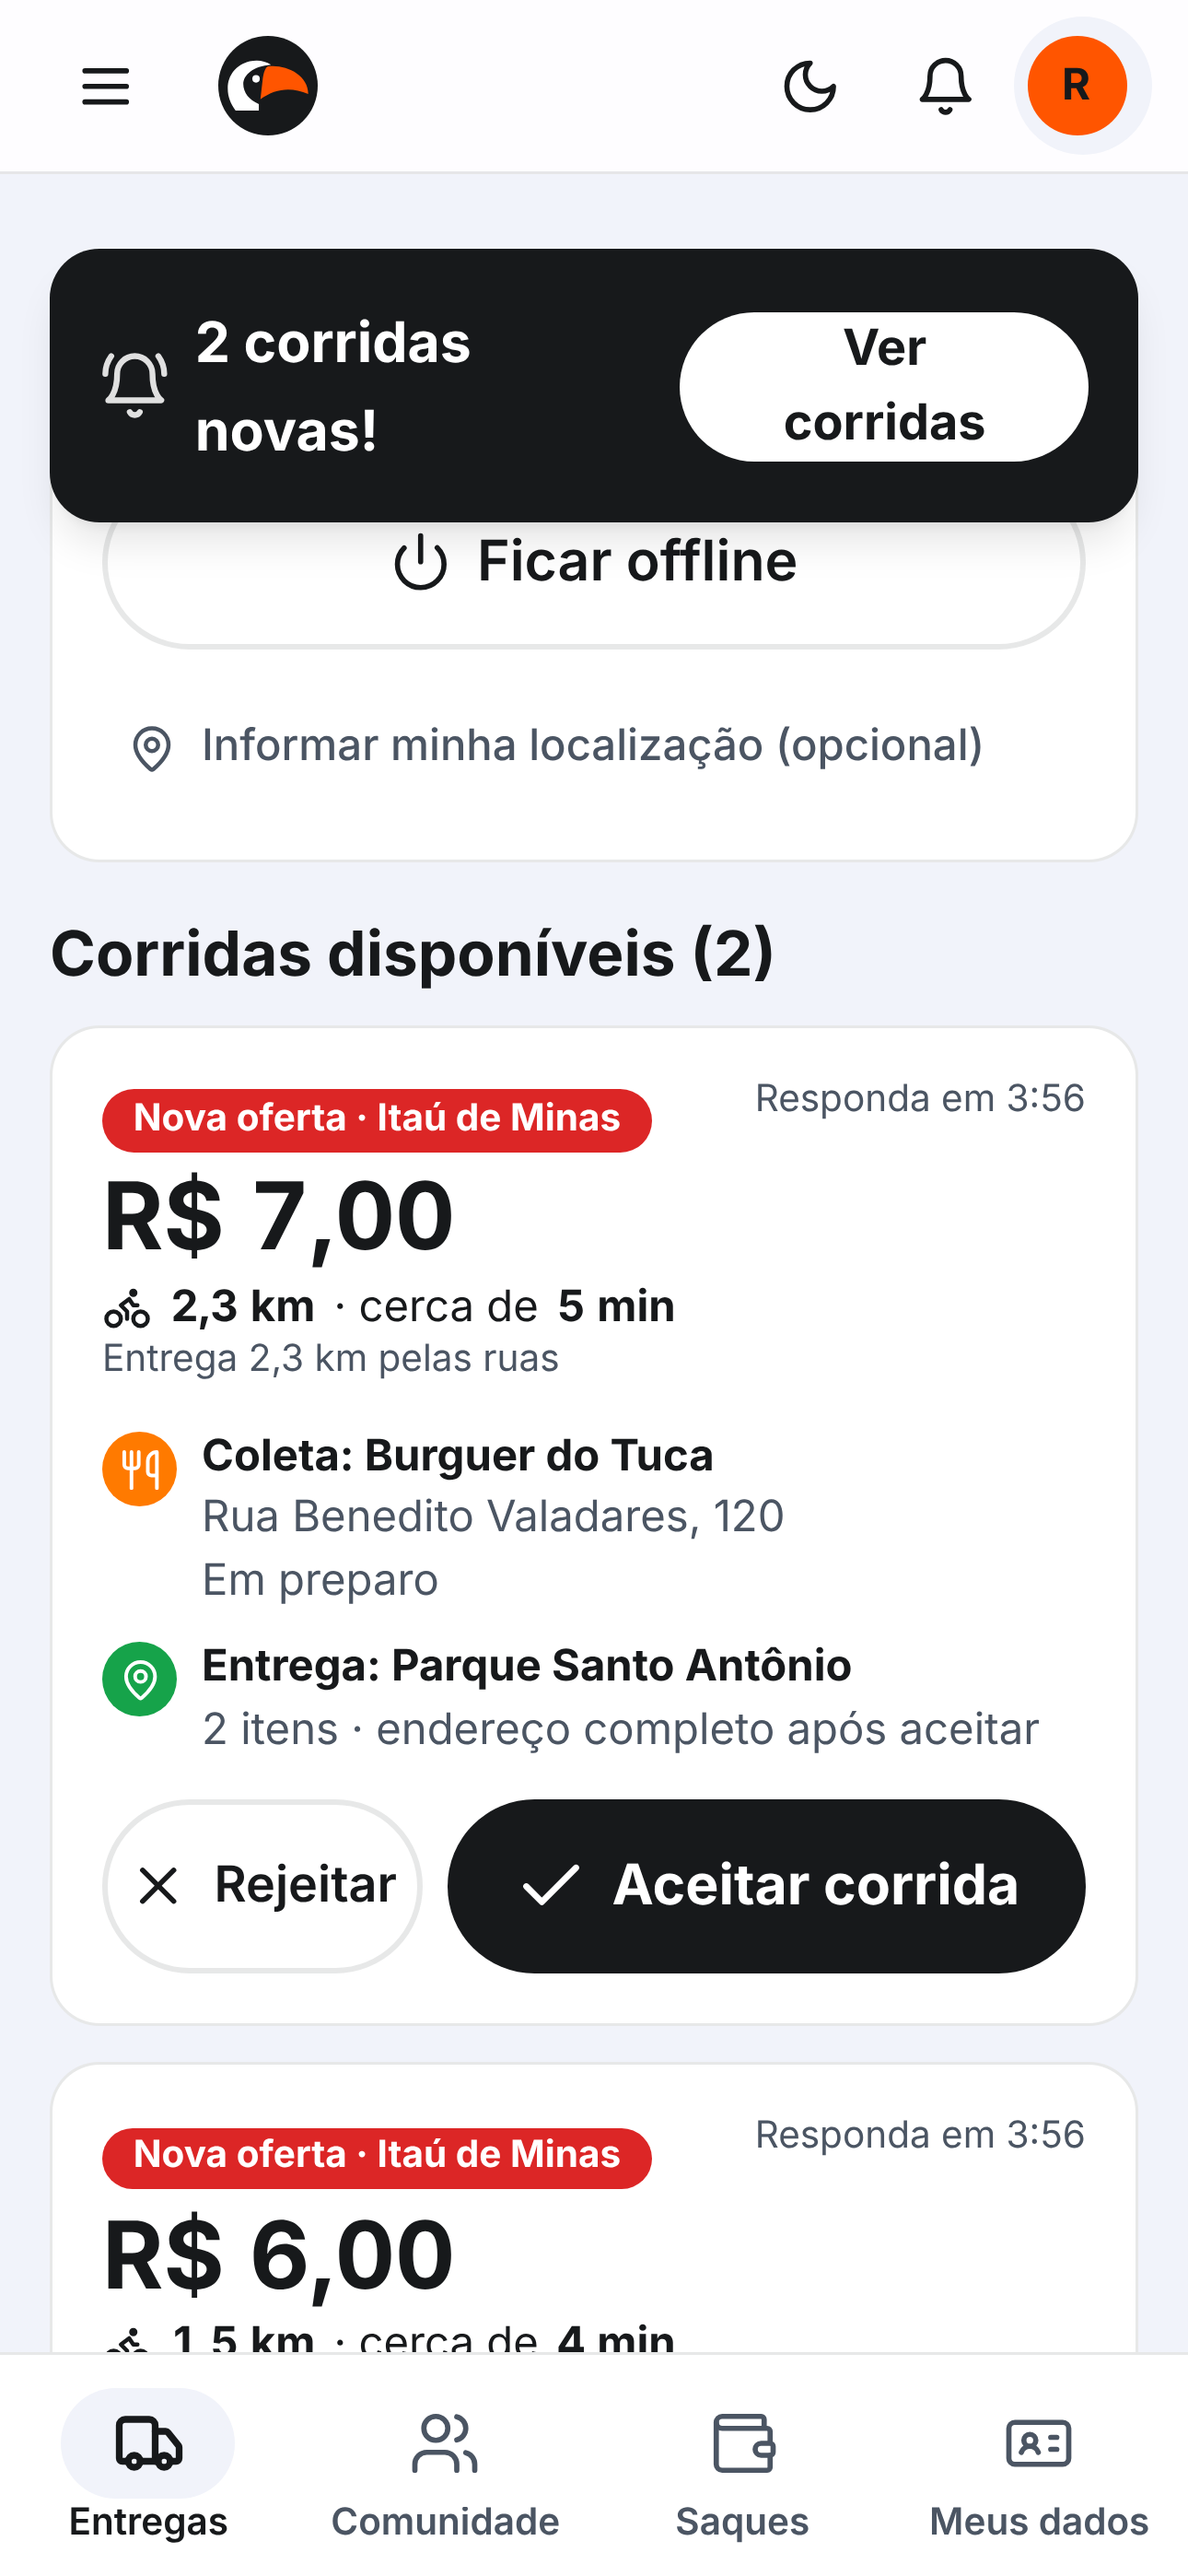 R
2 corridas
novas!
Ver
corridas
Ficar offline
Informar minha localização (opcional)
Corridas disponíveis (2)
Nova oferta · Itaú de Minas
Responda em 3:56
R$ 7,00
2,3 km · cerca de 5 min
Entrega 2,3 km pelas ruas
Coleta: Burguer do Tuca
Rua Benedito Valadares, 120
Em preparo
Entrega: Parque Santo Antônio
2 itens · endereço completo após aceitar
Rejeitar
Aceitar corrida
Nova oferta · Itaú de Minas
Responda em 3:56
R$ 6,00
1,5 km · cerca de 4 min
Entregas
Comunidade
Saques
Meus dados